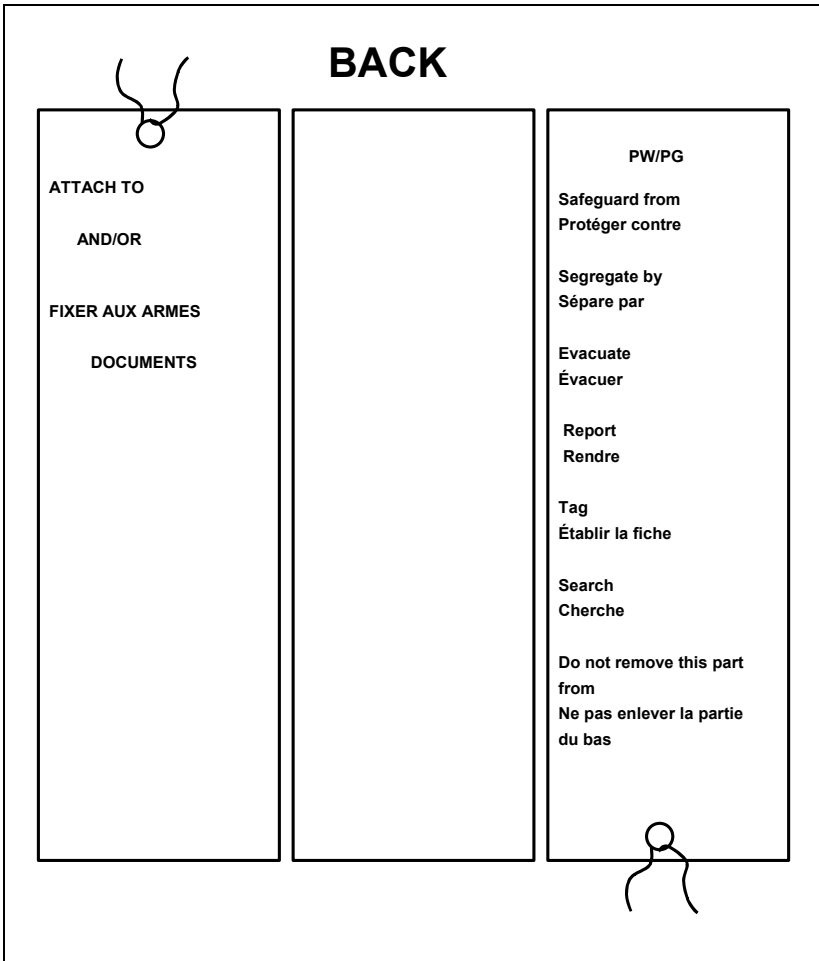 BACK
ATTACH TO
AND/OR
FIXER AUX ARMES
DOCUMENTS
PW/PG
Safeguard from
Protéger contre
Segregate by
Sépare par
Evacuate
Évacuer
Report
Rendre
Tag
Établir la fiche
Search
Cherche
Do not remove this part
from
Ne pas enlever la partie
du bas